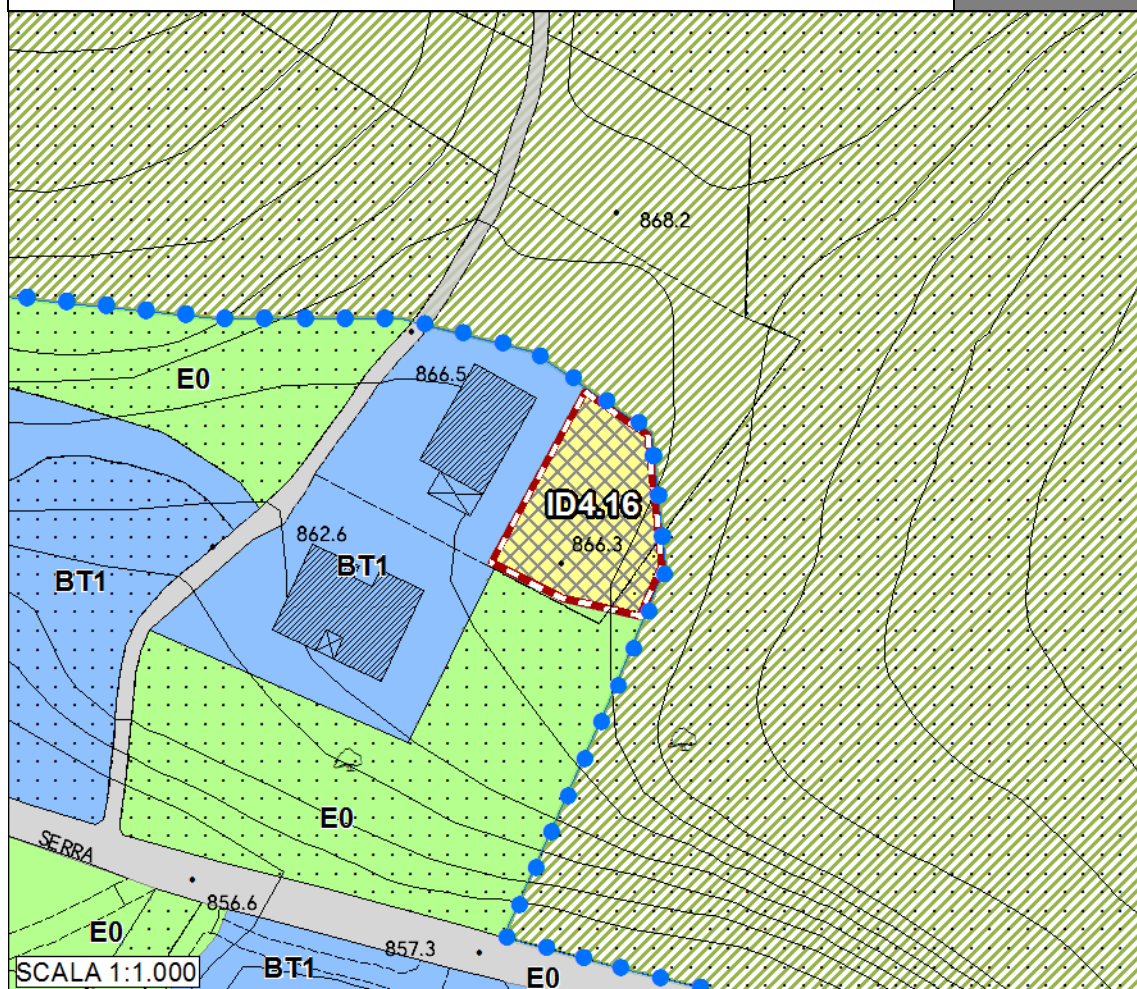 868.2
866.5
E0
ID4.16
862.6
866.3
BT1
BT1
E0
SERRA
856.6
E0
857.3
BT1
E0
SCALA 1:1.000